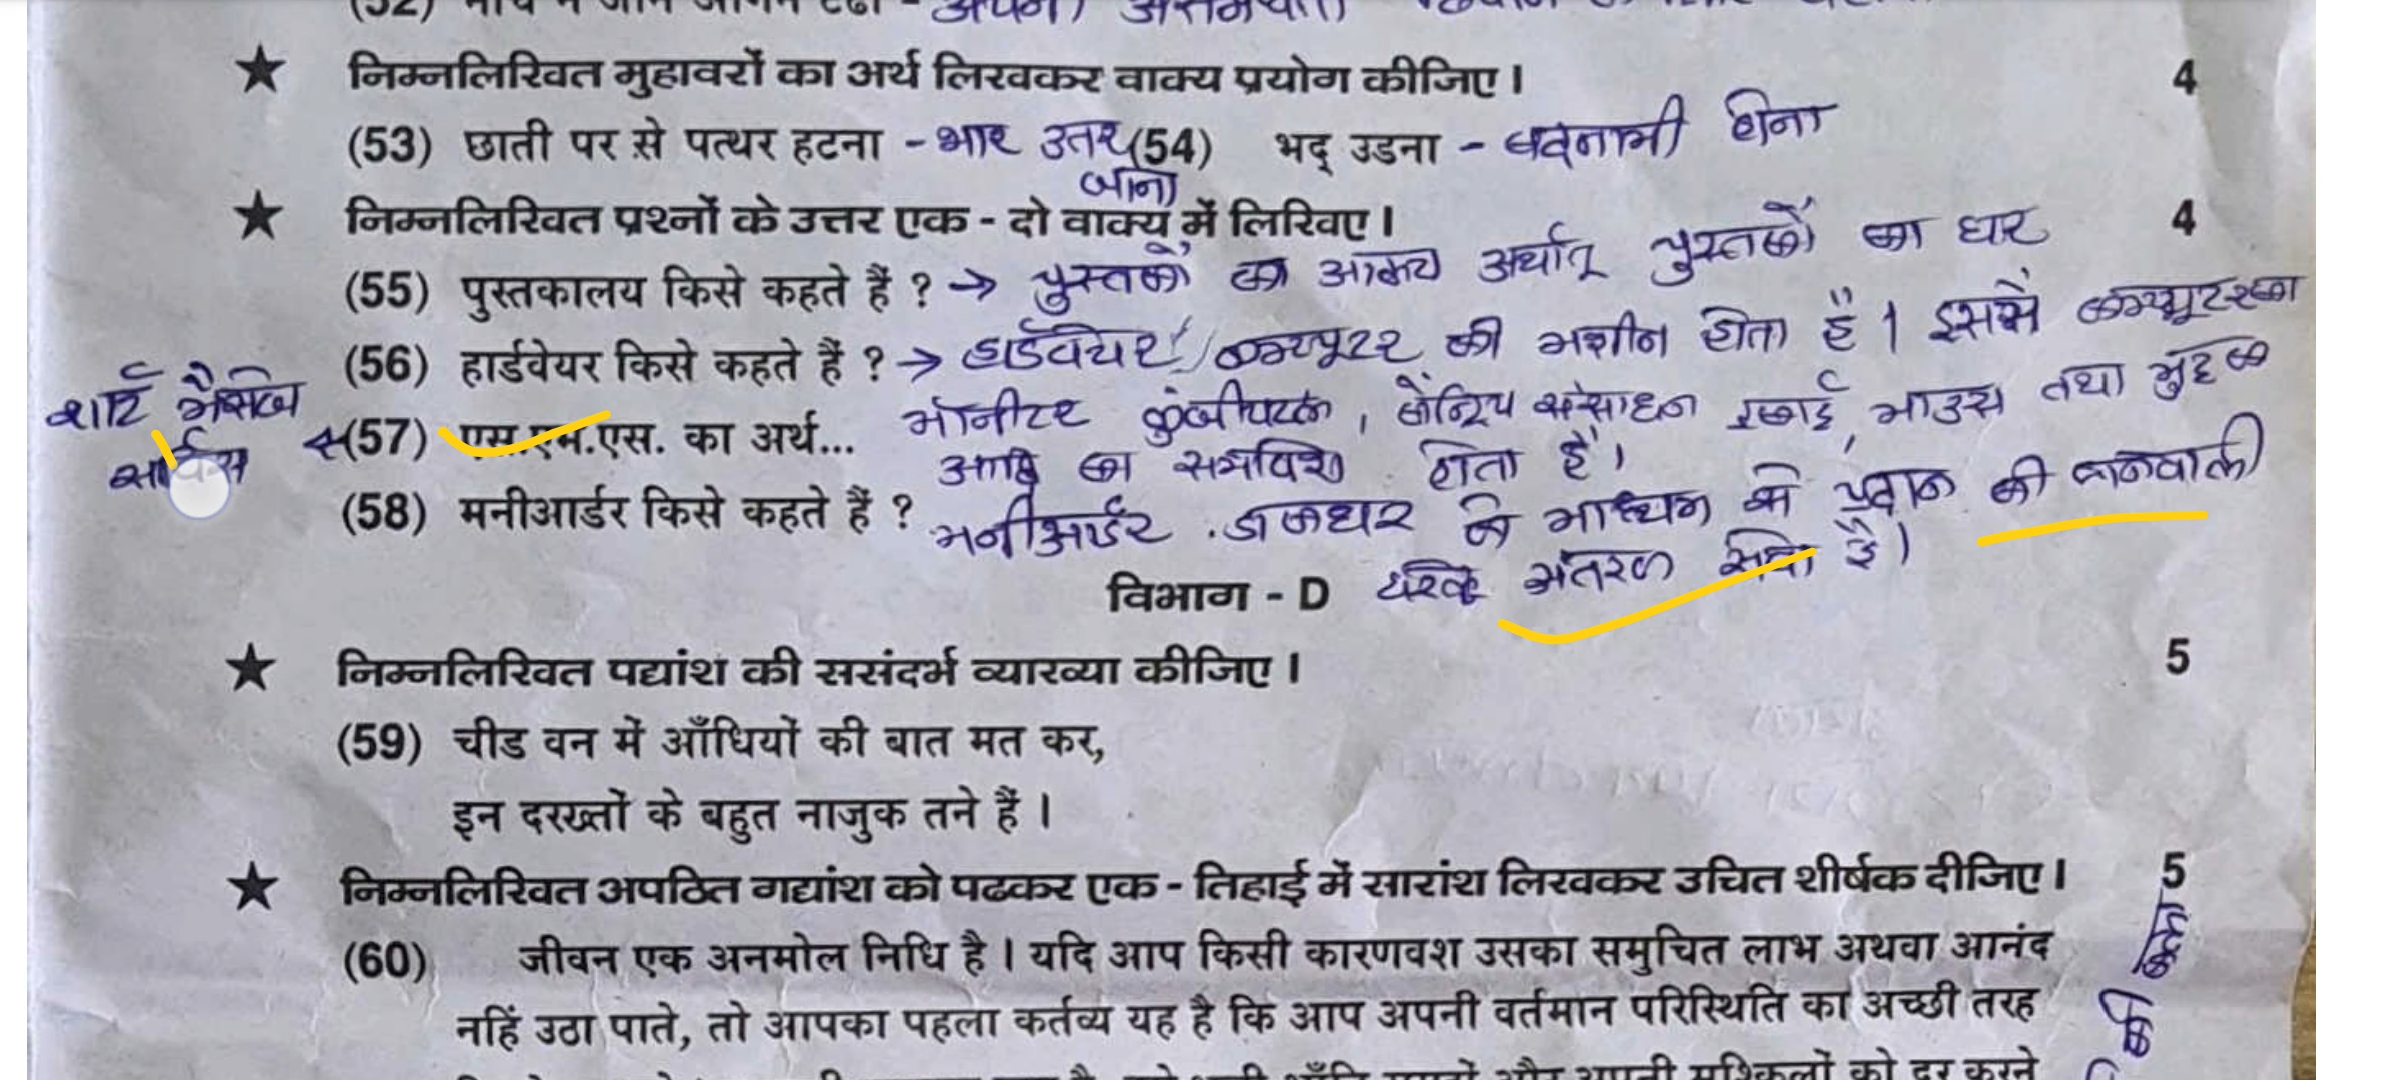 ★ निम्नलिखित मुहावरों का अर्थ लिखकर वाक्य प्रयोग कीजिए । 4
(53) छाती पर से पत्थर हटना - भार उतर जाना (54) भद् उडना - बदनामी होना
★ निम्नलिखित प्रश्नों के उत्तर एक - दो वाक्य में लिखिए । 4
(55) पुस्तकालय किसे कहते हैं ? → पुस्तकों का आलय अर्थात् पुस्तकों का घर
(56) हार्डवेयर किसे कहते हैं ? → हार्डवेयर कम्प्यूटर की मशीन होता है । इसमें कम्प्यूटर का
शार्ट मैसेज सर्विस
(57) एस.एम.एस. का अर्थ... मॉनीटर कुंजीपटल, केन्द्रिय संसाधन इकाई, माउस तथा मुद्रक
आदि का समावेश होता है ।
(58) मनीआर्डर किसे कहते हैं ? मनीआर्डर डाकघर के माध्यम से प्रदान की जानेवाली
अंतरण सेवा है ।
विभाग - D
★ निम्नलिखित पद्यांश की ससंदर्भ व्याख्या कीजिए । 5
(59) चीड वन में आँधियों की बात मत कर,
इन दरख्तों के बहुत नाजुक तने हैं ।
★ निम्नलिखित अपठित गद्यांश को पढकर एक - तिहाई में सारांश लिखकर उचित शीर्षक दीजिए । 5
(60) जीवन एक अनमोल निधि है । यदि आप किसी कारणवश उसका समुचित लाभ अथवा आनंद
नहिं उठा पाते, तो आपका पहला कर्तव्य यह है कि आप अपनी वर्तमान परिस्थिति का अच्छी तरह